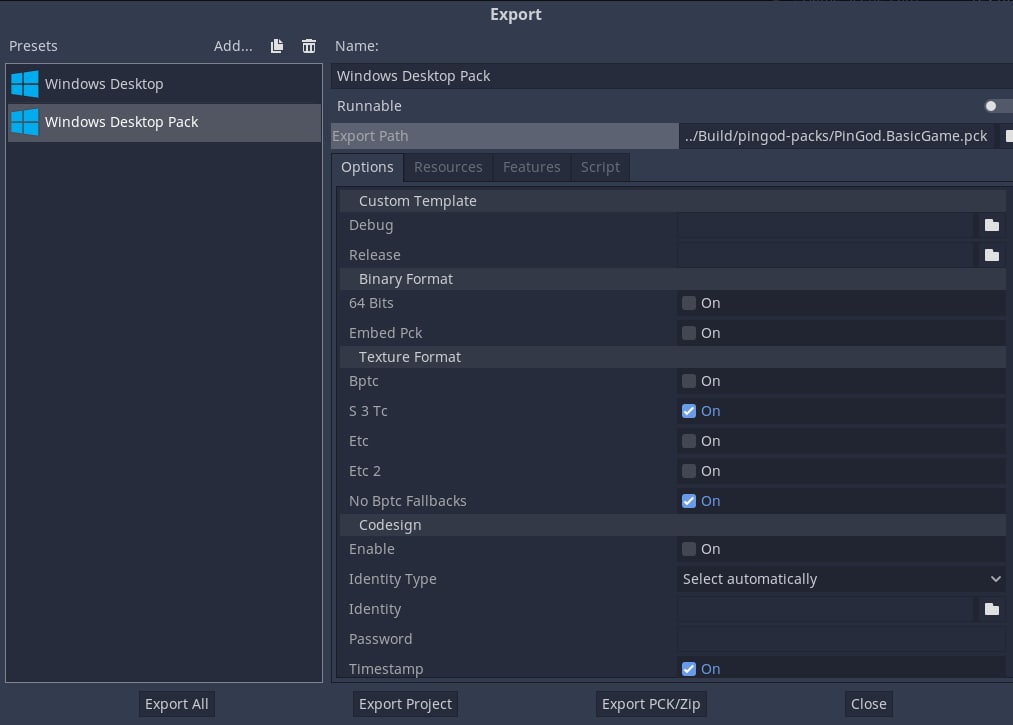 Export
Presets
Add...
Name:
Windows Desktop
Windows Desktop Pack
Windows Desktop Pack
Runnable
Export Path
../Build/pingod-packs/PinGod.BasicGame.pck
Options
Resources
Features
Script
Custom Template
Debug
Release
Binary Format
64 Bits
On
Embed Pck
On
Texture Format
Bptc
On
S 3 Tc
On
Etc
On
Etc 2
On
No Bptc Fallbacks
On
Codesign
Enable
On
Identity Type
Select automatically
Identity
Password
Timestamp
On
Export All
Export Project
Export PCK/Zip
Close